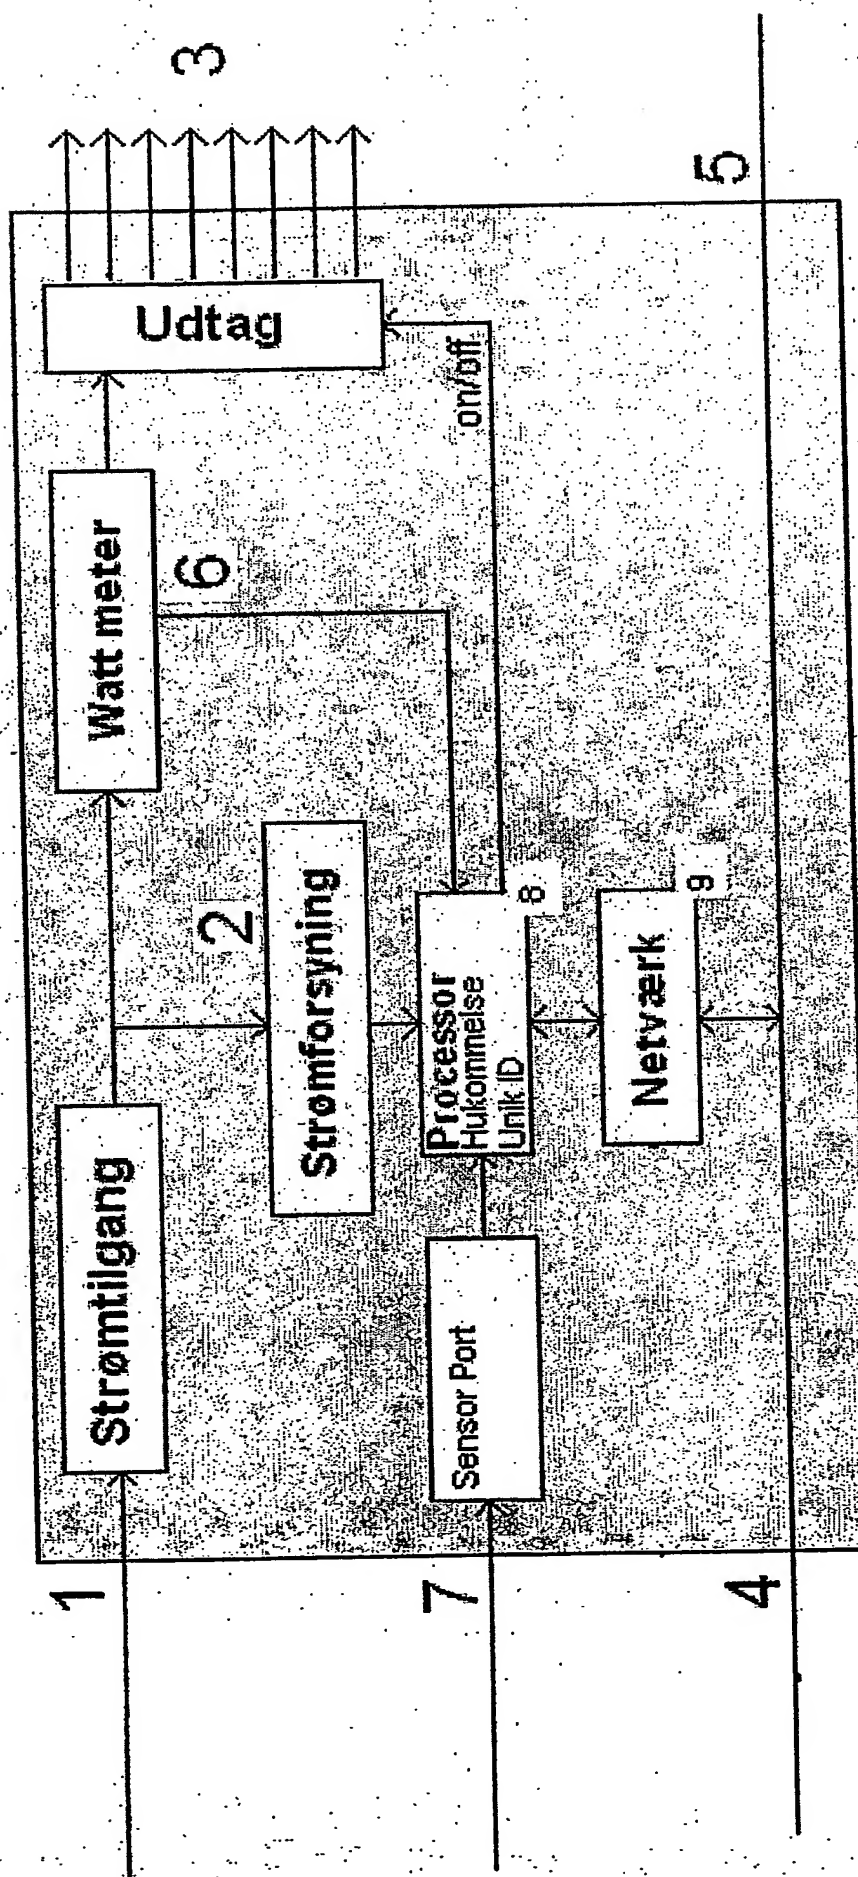 1
Strømtilgang
Watt meter
Udtag
3
6
2
Strømforsyning
on/off
7
Sensor Port
Processor
Hukommelse
Unik ID
8
Netværk
9
4
5